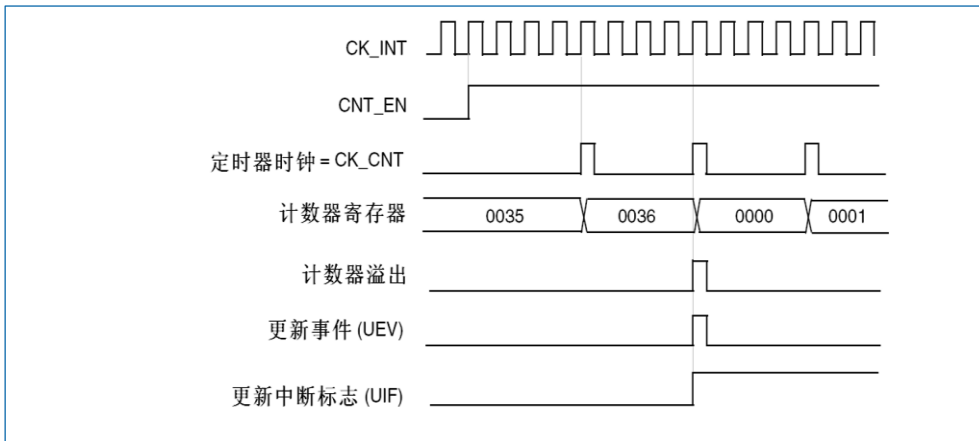 CK_INT
CNT_EN
定时器时钟 = CK_CNT
计数器寄存器 0035 0036 0000 0001
计数器溢出
更新事件 (UEV)
更新中断标志 (UIF)